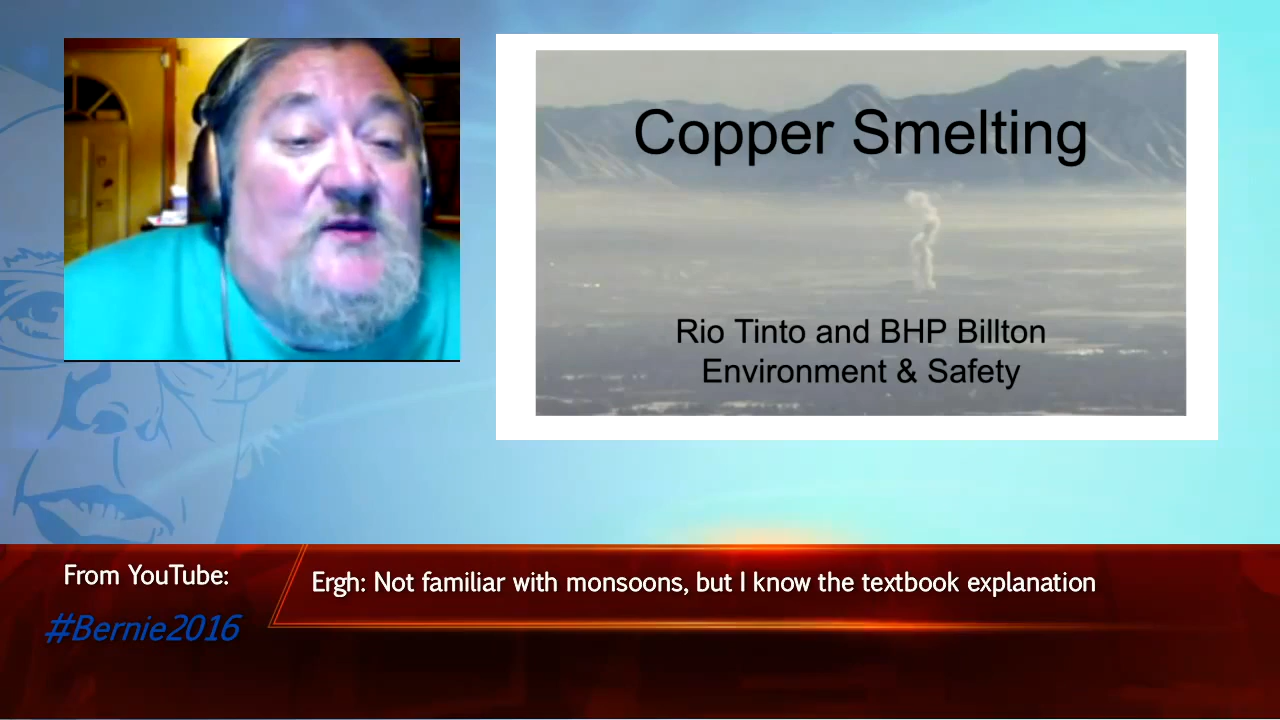 Copper Smelting
Rio Tinto and BHP Billton
Environment & Safety
From YouTube:
#Bernie2016
Ergh: Not familiar with monsoons, but I know the textbook explanation